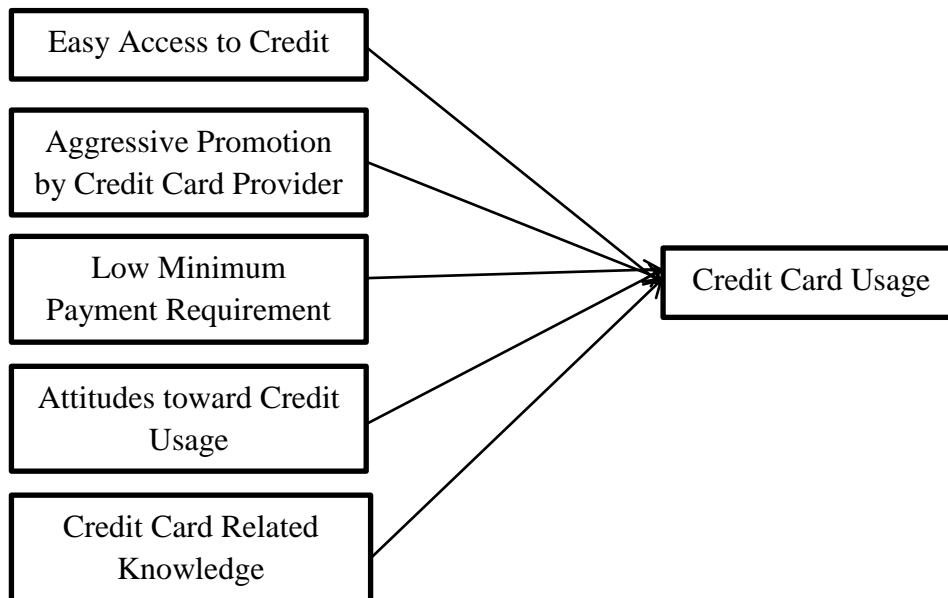 Easy Access to Credit
Aggressive Promotion
by Credit Card Provider
Low Minimum
Payment Requirement
Attitudes toward Credit
Usage
Credit Card Related
Knowledge
Credit Card Usage